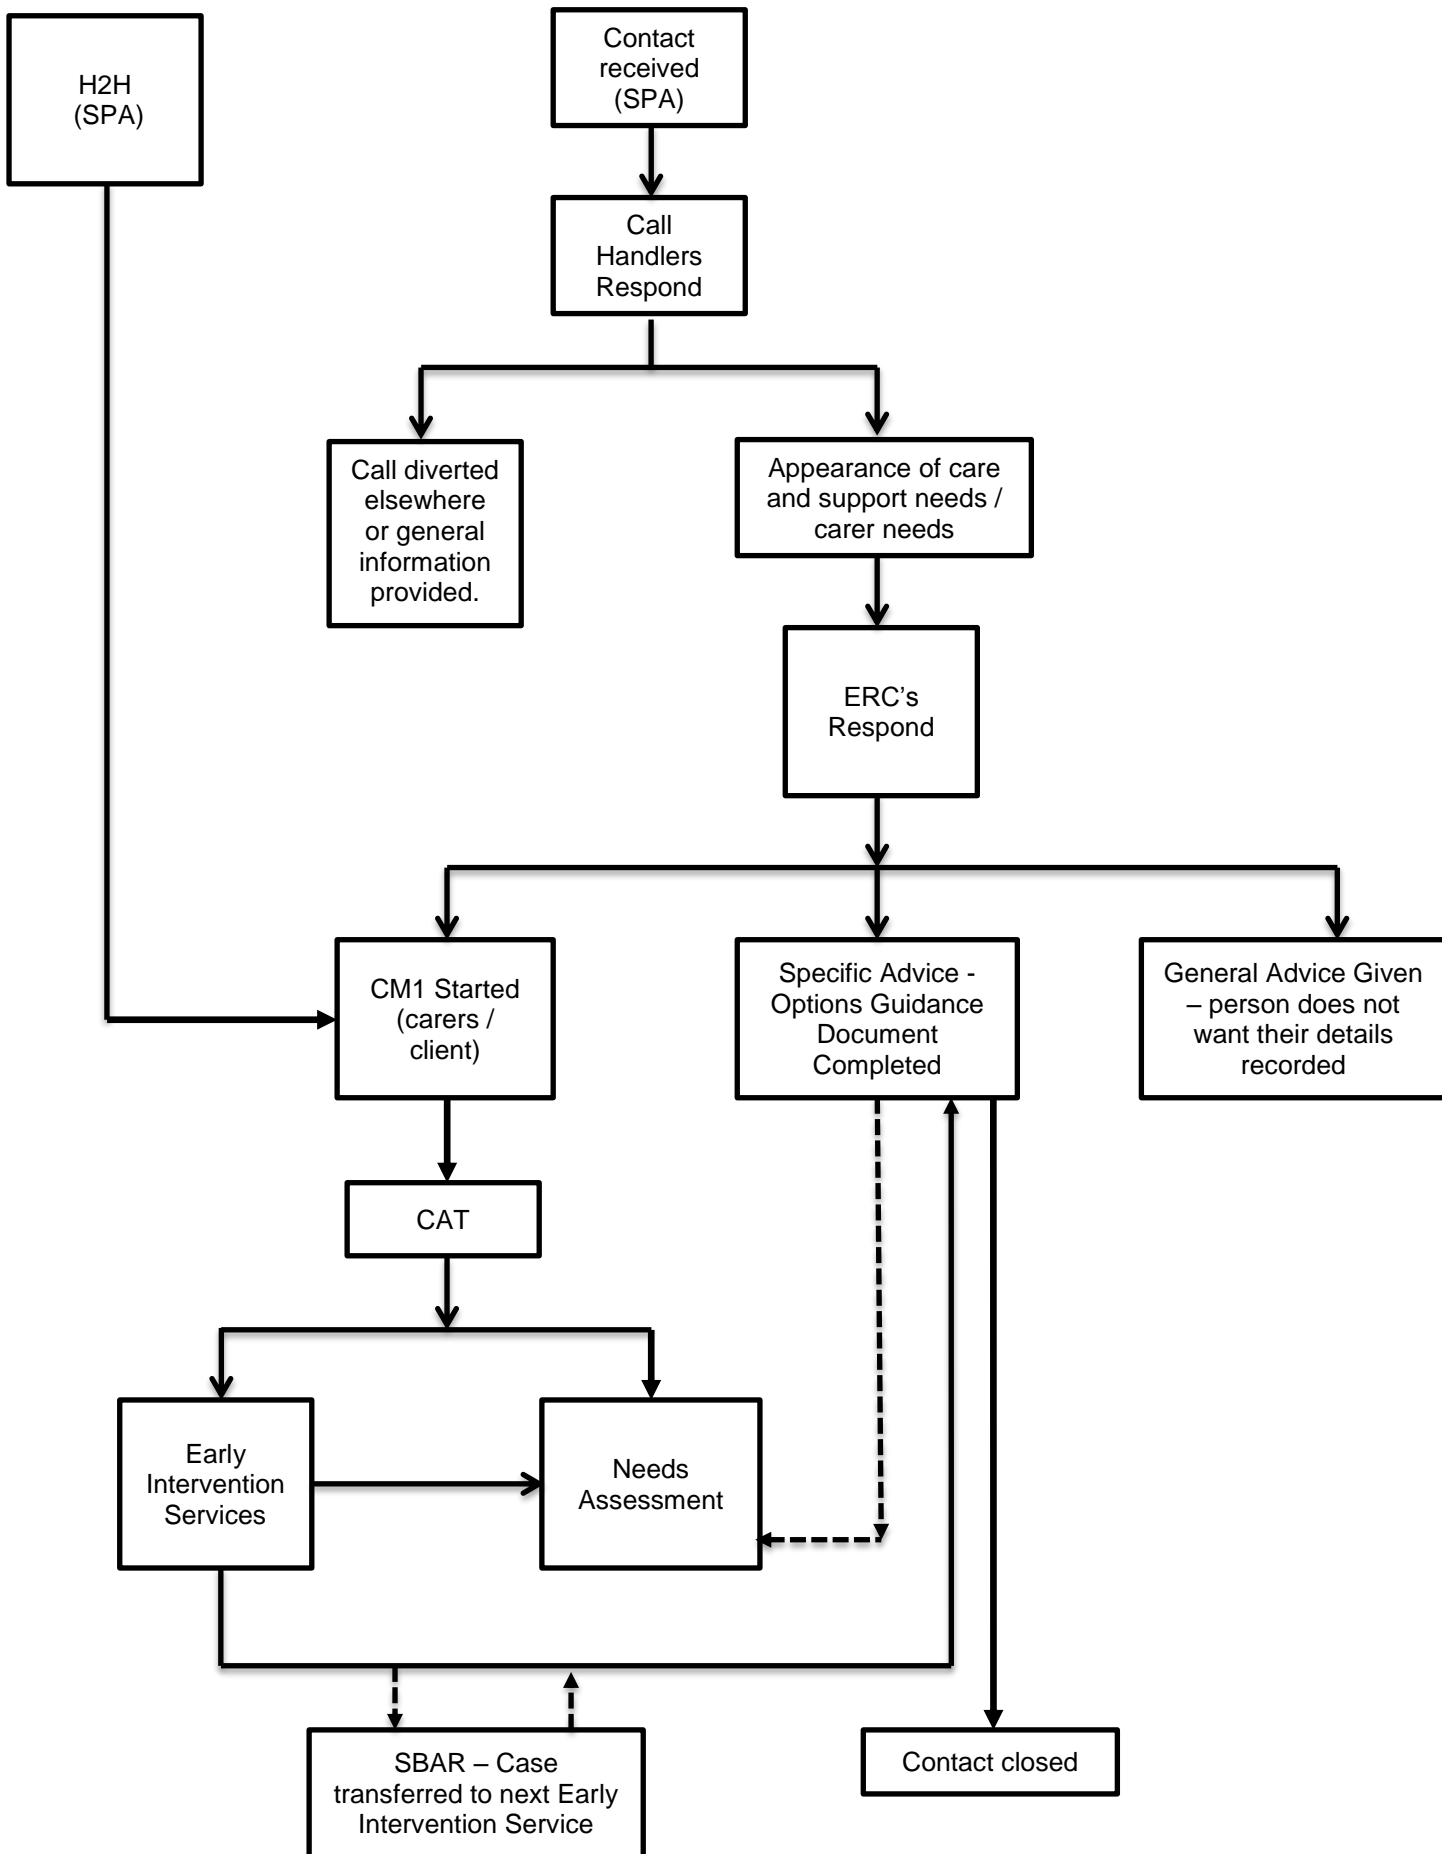 H2H
(SPA)
Contact
received
(SPA)
Call
Handlers
Respond
Call diverted
elsewhere
or general
information
provided.
Appearance of care
and support needs /
carer needs
ERC’s
Respond
CM1 Started
(carers /
client)
Specific Advice -
Options Guidance
Document
Completed
General Advice Given
– person does not
want their details
recorded
CAT
Early
Intervention
Services
Needs
Assessment
SBAR – Case
transferred to next Early
Intervention Service
Contact closed